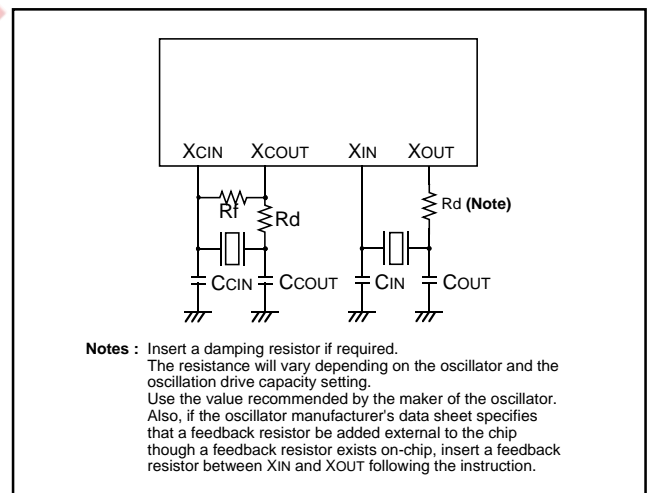 XCIN XCOUT XIN XOUT
Rf
Rd
Rd (Note)
CCIN CCOUT CIN COUT
Notes : Insert a damping resistor if required.
The resistance will vary depending on the oscillator and the
oscillation drive capacity setting.
Use the value recommended by the maker of the oscillator.
Also, if the oscillator manufacturer's data sheet specifies
that a feedback resistor be added external to the chip
though a feedback resistor exists on-chip, insert a feedback
resistor between XIN and XOUT following the instruction.